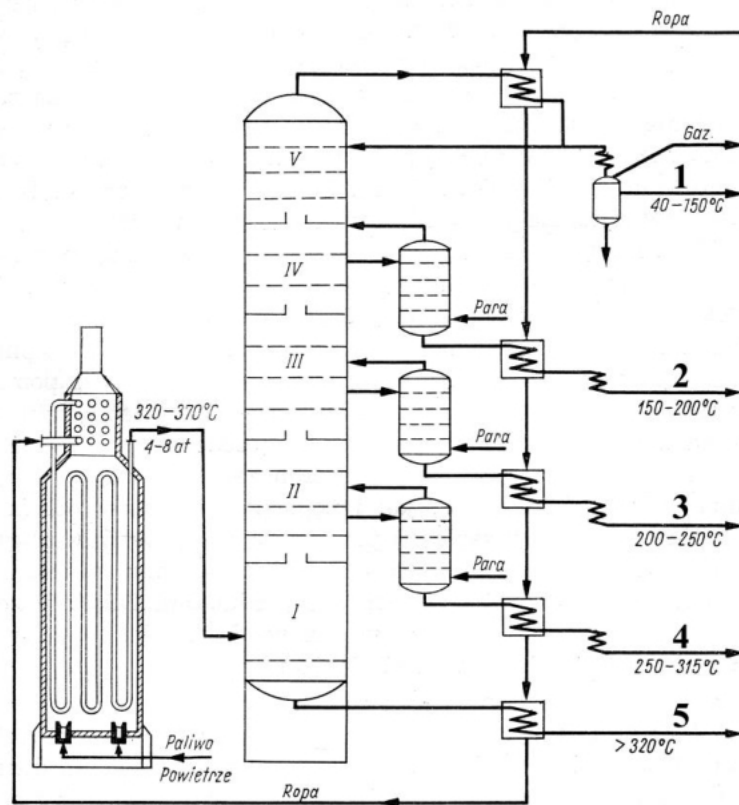 Ropa
Gaz
1
40–150°C
V
IV
Para
2
150–200°C
III
320–370°C
4–8 at
Para
3
200–250°C
II
Para
4
250–315°C
I
5
>320°C
Paliwo
Powietrze
Ropa